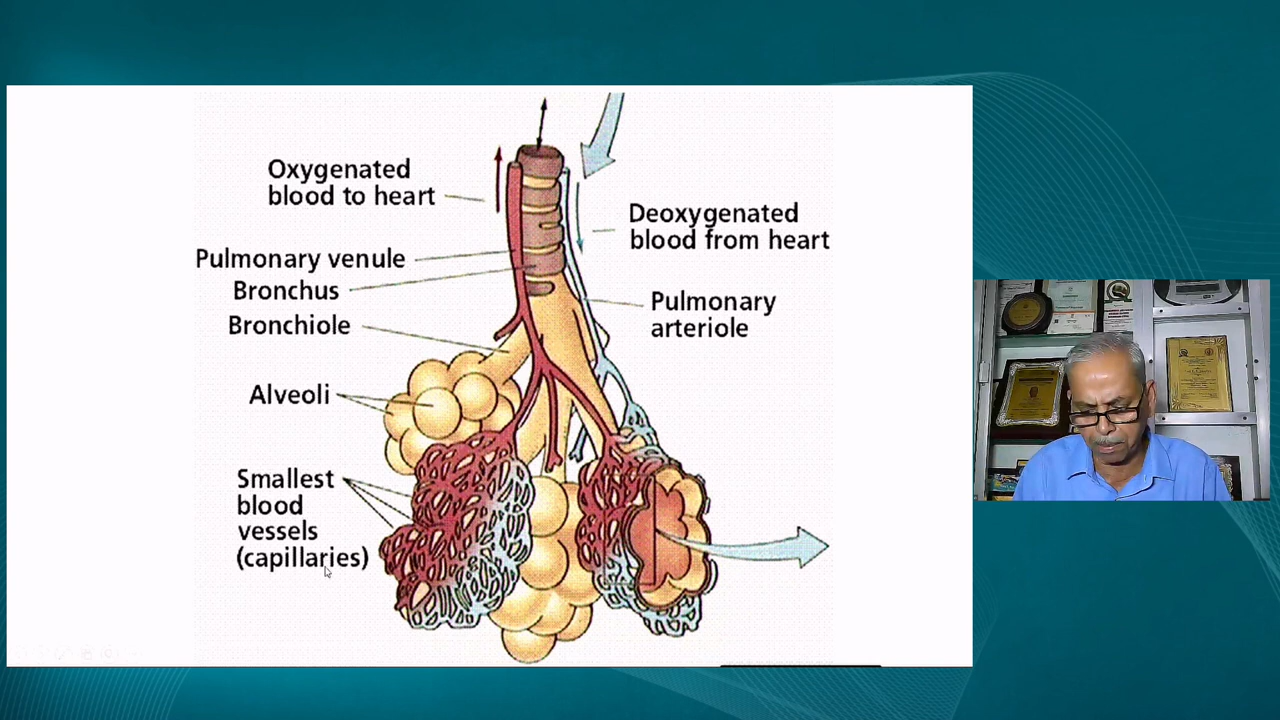 Oxygenated
blood to heart
Deoxygenated
blood from heart
Pulmonary venule
Bronchus
Bronchiole
Pulmonary
arteriole
Alveoli
Smallest
blood
vessels
(capillaries)